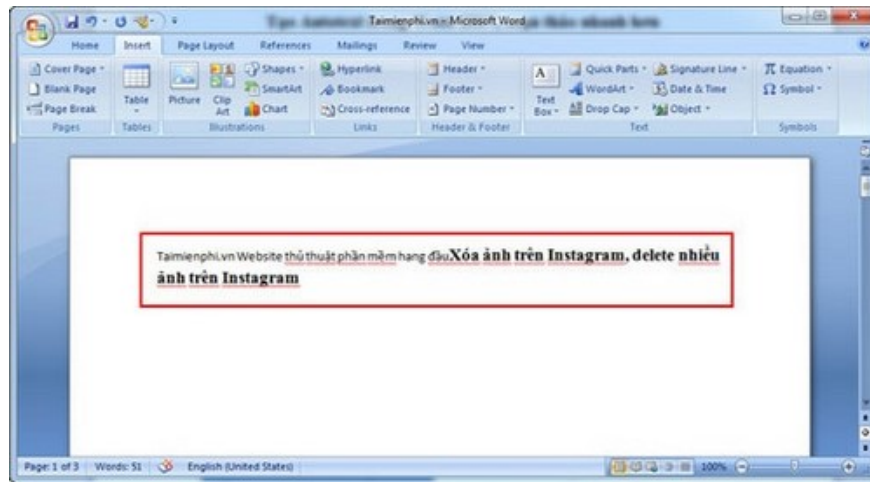 Taimienphi.vn - Microsoft Word
Home Insert Page Layout References Mailings Review View
Cover Page
Blank Page
Page Break
Pages
Table
Tables
Picture
Clip Art
Shapes
SmartArt
Chart
Illustrations
Hyperlink
Bookmark
Cross-reference
Links
Header
Footer
Page Number
Header & Footer
A
Text Box
Quick Parts
WordArt
Drop Cap
Signature Line
Date & Time
Object
Text
π Equation
Ω Symbol
Symbols
Taimienphi.vn Website thủ thuật phần mềm hang đầuXóa ảnh trên Instagram, delete nhiều
ảnh trên Instagram
Page: 1 of 3 Words: 51 English (United States) 100%